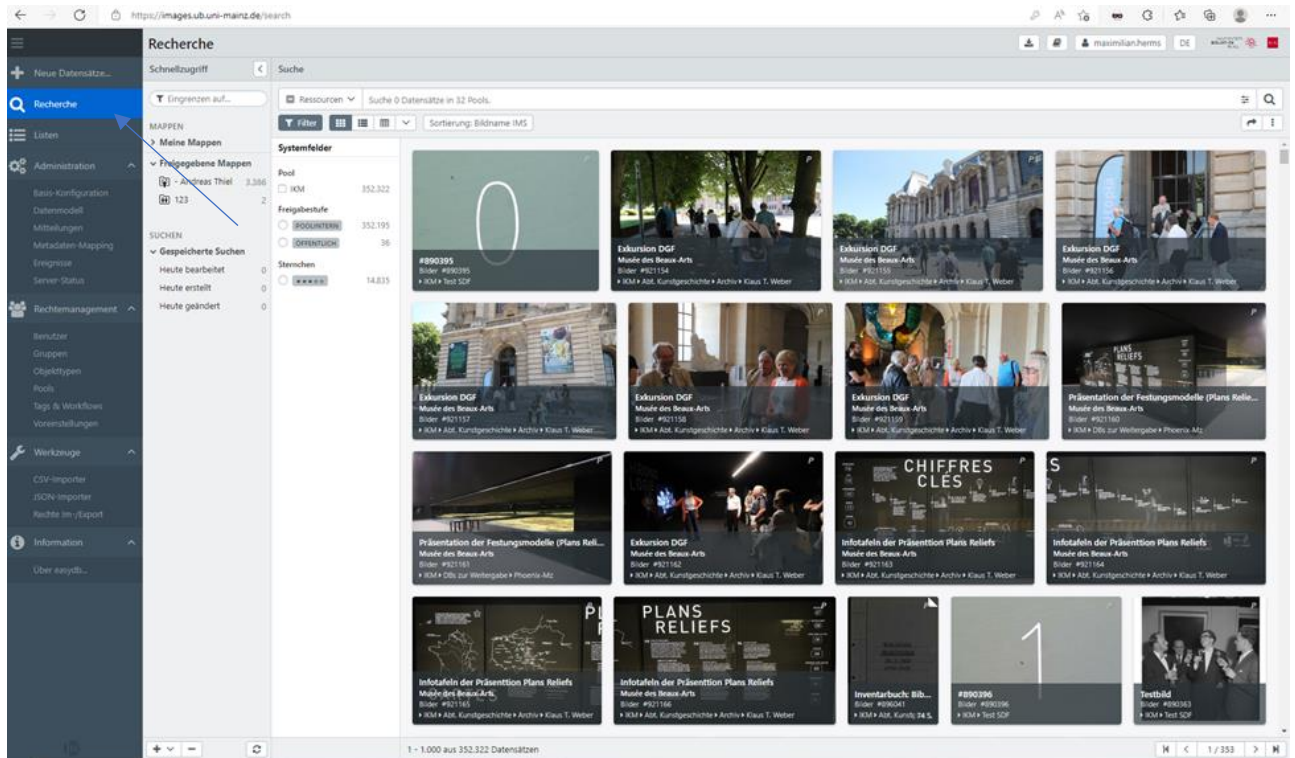 https://images.ub.uni-mainz.de/search
Recherche
maximilian.herms
DE
Neue Datensätze...
Recherche
Listen
Administration
Basis-Konfiguration
Datenmodell
Mitteilungen
Metadaten-Mapping
Ereignisse
Server-Status
Rechtemanagement
Benutzer
Gruppen
Objekttypen
Pools
Tags & Workflows
Voreinstellungen
Werkzeuge
CSV-Importer
JSON-Importer
Rechte Im-/Export
Information
Über easydb...
Schnellzugriff
Eingrenzen auf...
MAPPEN
Meine Mappen
Freigegebene Mappen
- Andreas Thiel 3.386
123 2
SUCHEN
Gespeicherte Suchen
Heute bearbeitet 0
Heute erstellt 0
Heute geändert 0
Suche
Ressourcen
Suche 0 Datensätze in 32 Pools.
Filter
Sortierung: Bildname IMS
Systemfelder
Pool
IKM 352.322
Freigabestufe
POOLINTERN 352.195
ÖFFENTLICH 36
Sternchen
***** 14.835
#890395
Bilder #890395
IKM Test SDF
Exkursion DGF
Musée des Beaux-Arts
Bilder #921154
IKM Abt. Kunstgeschichte Archiv Klaus T. Weber
Exkursion DGF
Musée des Beaux-Arts
Bilder #921155
IKM Abt. Kunstgeschichte Archiv Klaus T. Weber
Exkursion DGF
Musée des Beaux-Arts
Bilder #921156
IKM Abt. Kunstgeschichte Archiv Klaus T. Weber
Exkursion DGF
Musée des Beaux-Arts
Bilder #921157
IKM Abt. Kunstgeschichte Archiv Klaus T. Weber
Exkursion DGF
Musée des Beaux-Arts
Bilder #921158
IKM Abt. Kunstgeschichte Archiv Klaus T. Weber
Exkursion DGF
Musée des Beaux-Arts
Bilder #921159
IKM Abt. Kunstgeschichte Archiv Klaus T. Weber
PLANS
RELIEFS
Präsentation der Festungsmodelle (Plans Relie...
Musée des Beaux-Arts
Bilder #921160
IKM DBs zur Weitergabe Phoenix-Mz
Präsentation der Festungsmodelle (Plans Reli...
Musée des Beaux-Arts
Bilder #921161
IKM DBs zur Weitergabe Phoenix-Mz
Exkursion DGF
Musée des Beaux-Arts
Bilder #921162
IKM Abt. Kunstgeschichte Archiv Klaus T. Weber
CHIFFRES
CLÉS
Infotafeln der Präsenttion Plans Reliefs
Musée des Beaux-Arts
Bilder #921163
IKM Abt. Kunstgeschichte Archiv Klaus T. Weber
Infotafeln der Präsenttion Plans Reliefs
Musée des Beaux-Arts
Bilder #921164
IKM Abt. Kunstgeschichte Archiv Klaus T. Weber
Infotafeln der Präsenttion Plans Reliefs
Musée des Beaux-Arts
Bilder #921165
IKM Abt. Kunstgeschichte Archiv Klaus T. Weber
PLANS
RELIEFS
Infotafeln der Präsenttion Plans Reliefs
Musée des Beaux-Arts
Bilder #921166
IKM Abt. Kunstgeschichte Archiv Klaus T. Weber
Inventarbuch: Bib...
Bilder #896041
IKM Abt. Kunstg 74 S.
1
#890396
Bilder #890396
IKM Test SDF
Testbild
Bilder #890363
IKM Test SDF
1 - 1.000 aus 352.322 Datensätzen
1 / 353